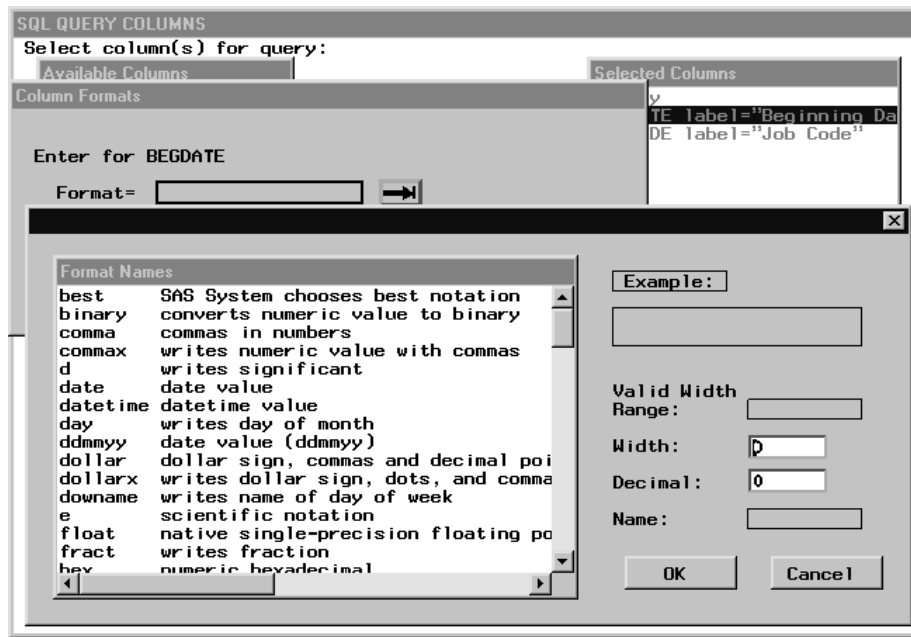 SQL QUERY COLUMNS
Select column(s) for query:
Available Columns
Selected Columns
Column Formats
y
TE label="Beginning Da
DE label="Job Code"
Enter for BEGDATE
Format=
Format Names
best SAS System chooses best notation
binary converts numeric value to binary
comma commas in numbers
commax writes numeric value with commas
d writes significant
date date value
datetime datetime value
day writes day of month
ddmmyy date value (ddmmyy)
dollar dollar sign, commas and decimal poi
dollarx writes dollar sign, dots, and comma
downame writes name of day of week
e scientific notation
float native single-precision floating po
fract writes fraction
hex numeric hexadecimal
Example:
Valid Width
Range:
Width: 0
Decimal: 0
Name:
OK
Cancel